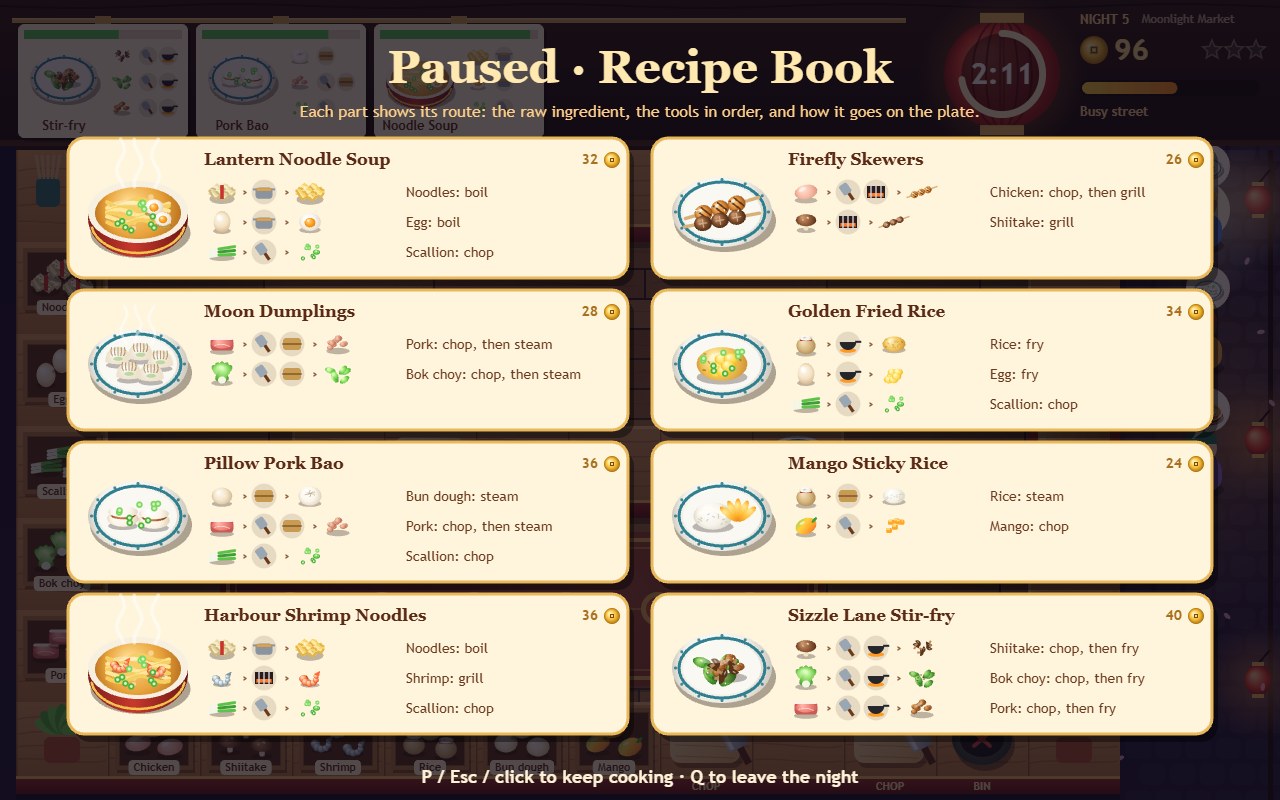 NIGHT 5 Moonlight Market
96
2:11
Busy street
Stir-fry
Pork Bao
Noodle Soup
Paused · Recipe Book
Each part shows its route: the raw ingredient, the tools in order, and how it goes on the plate.
Lantern Noodle Soup 32
Noodles: boil
Egg: boil
Scallion: chop
Firefly Skewers 26
Chicken: chop, then grill
Shiitake: grill
Moon Dumplings 28
Pork: chop, then steam
Bok choy: chop, then steam
Golden Fried Rice 34
Rice: fry
Egg: fry
Scallion: chop
Pillow Pork Bao 36
Bun dough: steam
Pork: chop, then steam
Scallion: chop
Mango Sticky Rice 24
Rice: steam
Mango: chop
Harbour Shrimp Noodles 36
Noodles: boil
Shrimp: grill
Scallion: chop
Sizzle Lane Stir-fry 40
Shiitake: chop, then fry
Bok choy: chop, then fry
Pork: chop, then fry
Chicken
Shiitake
Shrimp
Rice
Bun dough
Mango
P / Esc / click to keep cooking · Q to leave the night
CHOP
CHOP
BIN